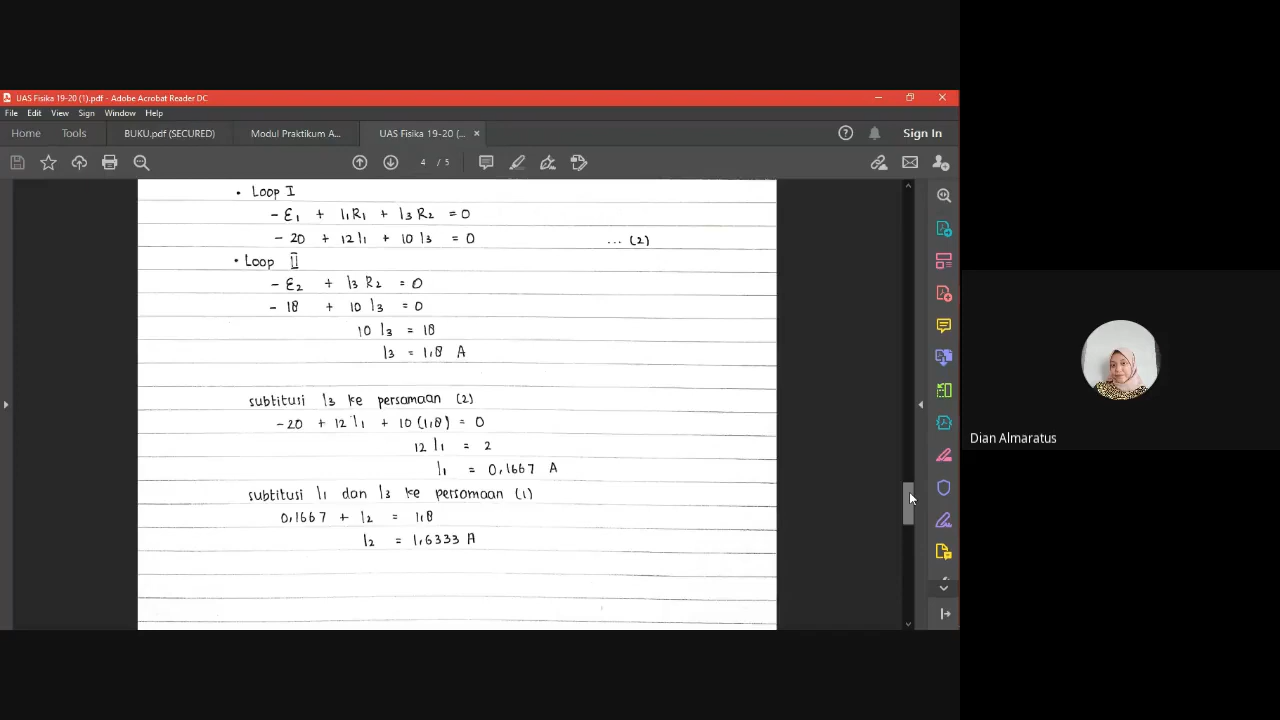 UAS Fisika 19-20 (1).pdf - Adobe Acrobat Reader DC
File Edit View Sign Window Help
Home Tools BUKU.pdf (SECURED) Modul Praktikum A... UAS Fisika 19-20 (... × Sign In
4 / 5
• Loop I
- ε₁ + I₁R₁ + I₃R₂ = 0
- 20 + 12 I₁ + 10 I₃ = 0 ... (2)
• Loop II
- ε₂ + I₃ R₂ = 0
- 18 + 10 I₃ = 0
10 I₃ = 18
I₃ = 1,8 A
subtitusi I₃ ke persamaan (2)
-20 + 12 I₁ + 10 (1,8) = 0
12 I₁ = 2
I₁ = 0,1667 A
subtitusi I₁ dan I₃ ke persamaan (1)
0,1667 + I₂ = 1,8
I₂ = 1,6333 A
Dian Almaratus